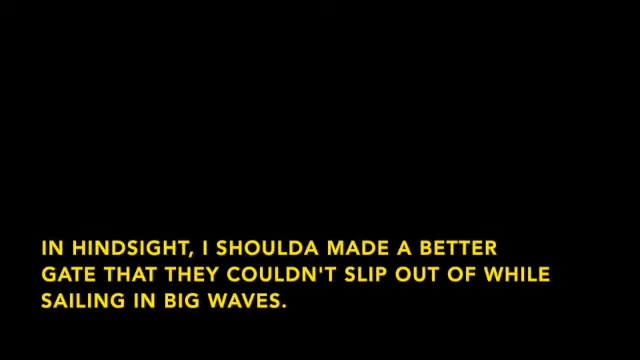 IN HINDSIGHT, I SHOULDA MADE A BETTER
GATE THAT THEY COULDN'T SLIP OUT OF WHILE
SAILING IN BIG WAVES.